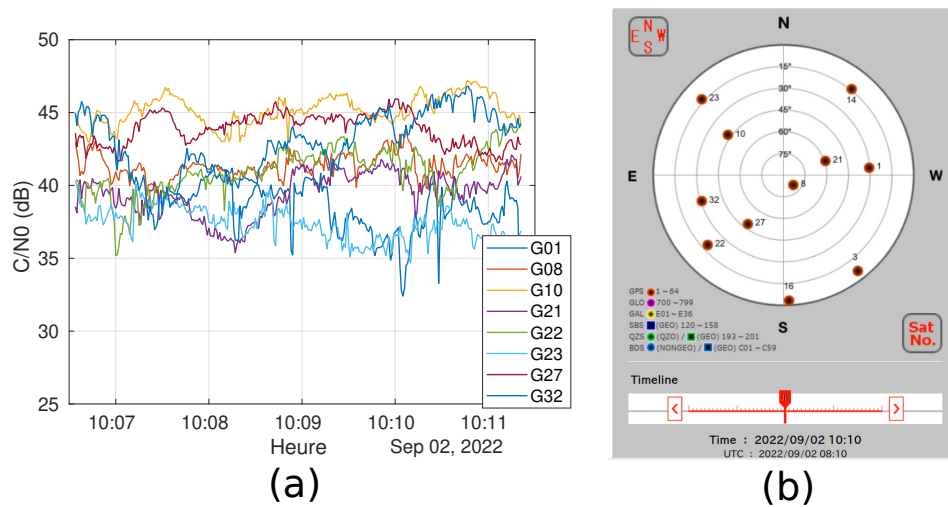 50
45
40
35
30
25
C/N0 (dB)
10:07
10:08
10:09
10:10
10:11
Heure
Sep 02, 2022
G01
G08
G10
G21
G22
G23
G27
G32
(a)
N
E W
S
N
15°
30°
45°
60°
75°
23
14
10
21
1
8
E
W
32
27
22
3
16
S
GPS 1 ~ 64
GLO 700 ~ 799
GAL E01 ~ E36
SBS (GEO) 120 ~ 158
QZS (QZO) / (GEO) 193 ~ 201
BDS (NONGEO) / (GEO) C01 ~ C59
Sat
No.
Timeline
<
>
Time : 2022/09/02 10:10
UTC : 2022/09/02 08:10
(b)